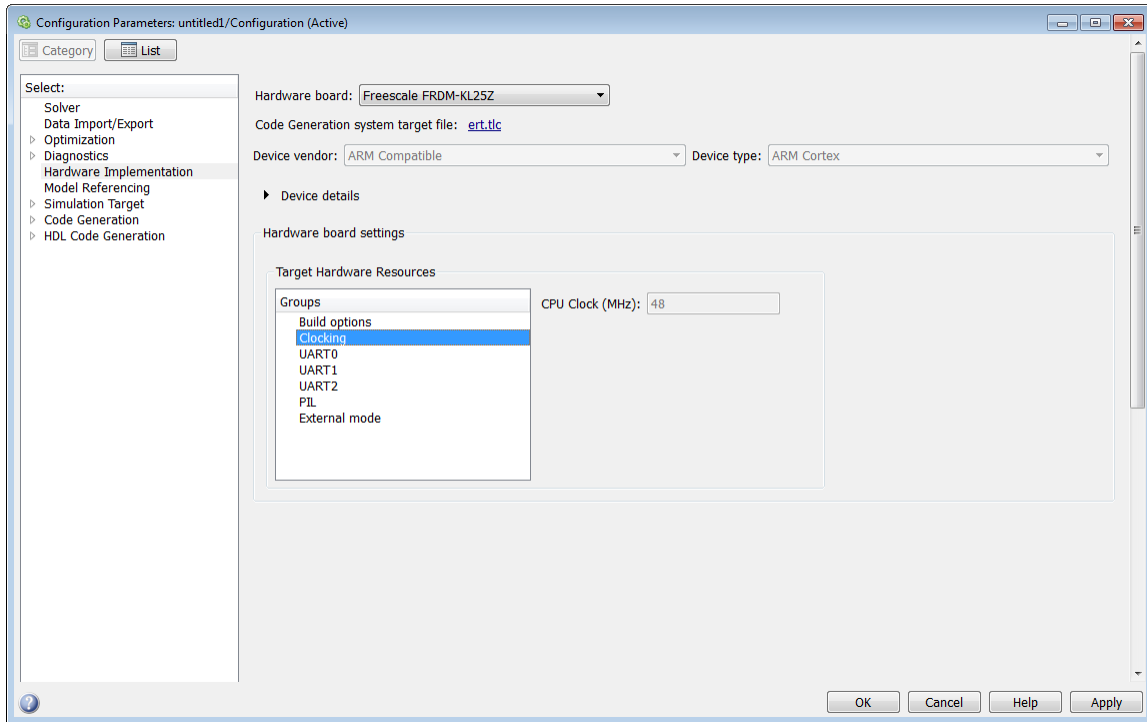 Configuration Parameters: untitled1/Configuration (Active)
Category List
Select:
Solver
Data Import/Export
Optimization
Diagnostics
Hardware Implementation
Model Referencing
Simulation Target
Code Generation
HDL Code Generation
Hardware board: Freescale FRDM-KL25Z
Code Generation system target file: ert.tlc
Device vendor: ARM Compatible Device type: ARM Cortex
Device details
Hardware board settings
Target Hardware Resources
Groups
Build options
Clocking
UART0
UART1
UART2
PIL
External mode
CPU Clock (MHz): 48
OK Cancel Help Apply